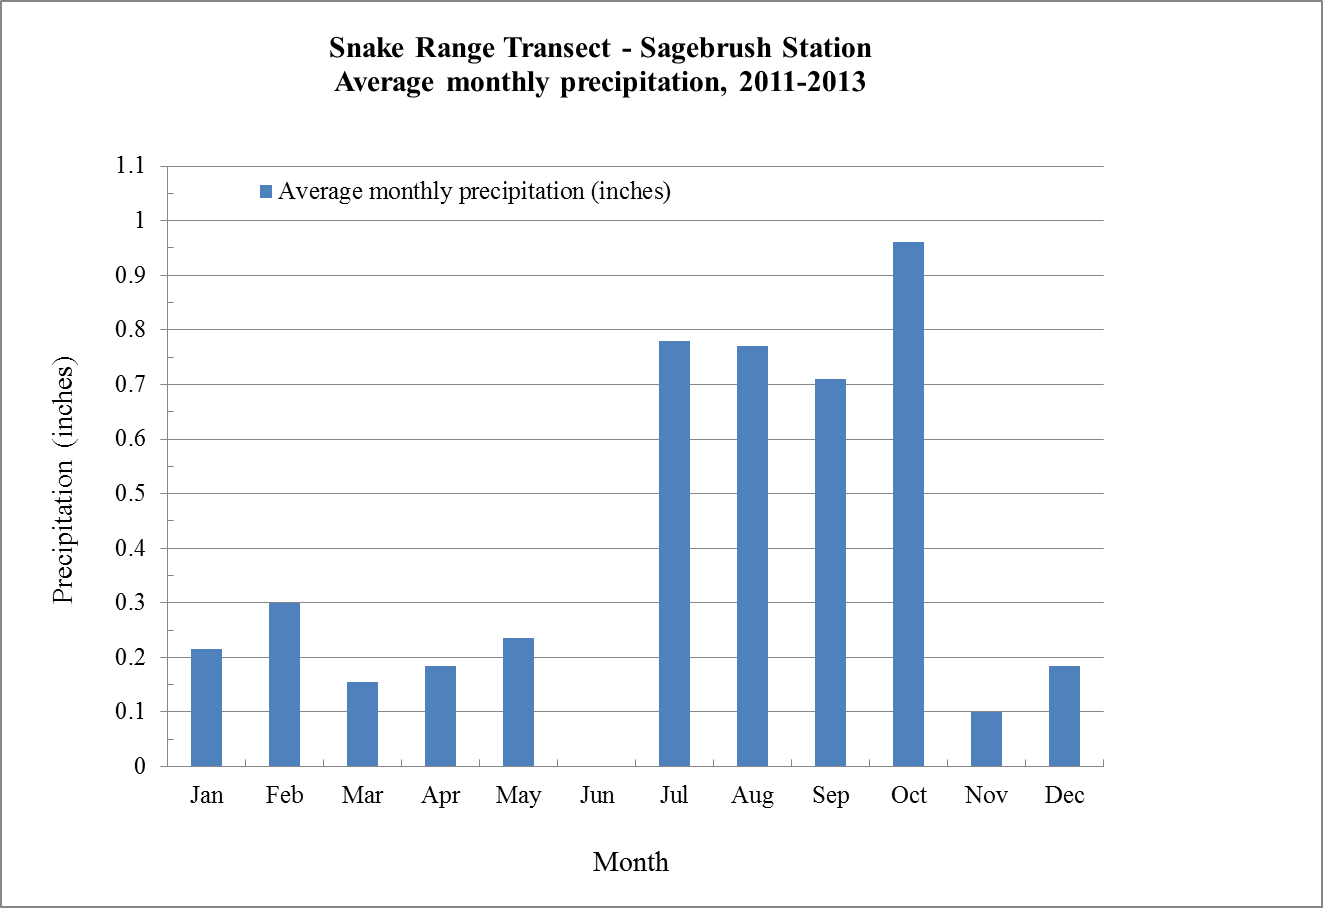 Snake Range Transect - Sagebrush Station
Average monthly precipitation, 2011-2013
Average monthly precipitation (inches)
1.1
1
0.9
0.8
0.7
0.6
0.5
0.4
0.3
0.2
0.1
0
Precipitation (inches)
Jan Feb Mar Apr May Jun Jul Aug Sep Oct Nov Dec
Month